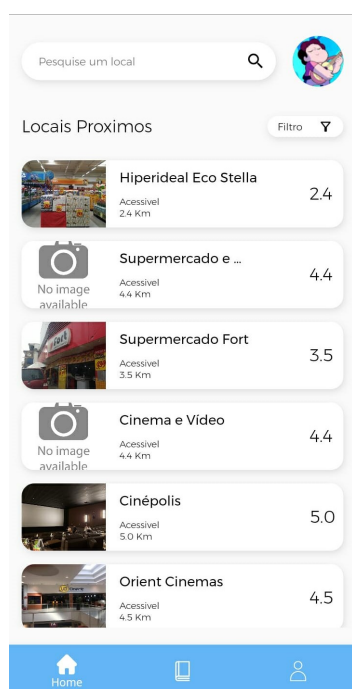 Pesquise um local
Locais Proximos
Filtro
Hiperideal Eco Stella
Acessivel
2.4 Km
2.4
Supermercado e ...
Acessivel
4.4 Km
4.4
No image
available
Supermercado Fort
Acessivel
3.5 Km
3.5
Fort
Cinema e Vídeo
Acessivel
4.4 Km
4.4
No image
available
Cinépolis
Acessivel
5.0 Km
5.0
Orient Cinemas
Acessivel
4.5 Km
4.5
Home